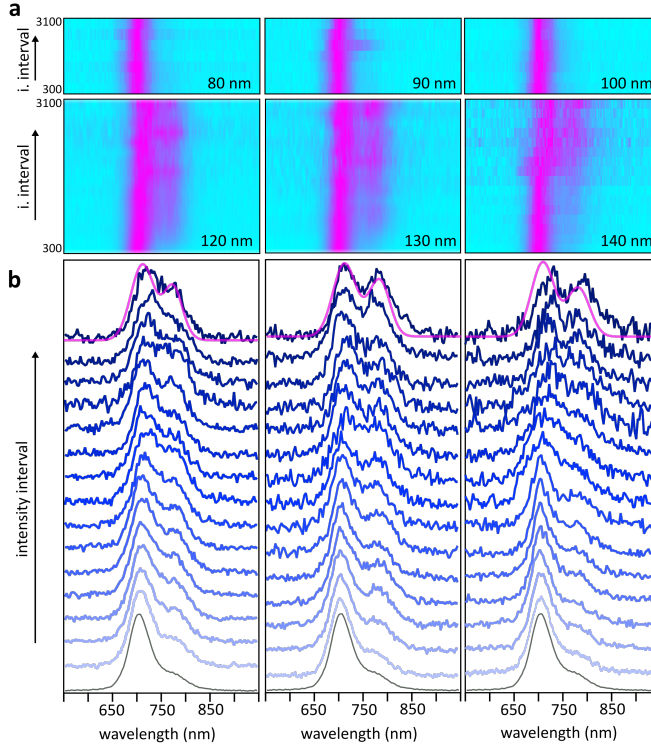 a
3100
i. interval
300
80 nm
90 nm
100 nm
3100
i. interval
300
120 nm
130 nm
140 nm
b
intensity interval
650 750 850
650 750 850
650 750 850
wavelength (nm)
wavelength (nm)
wavelength (nm)